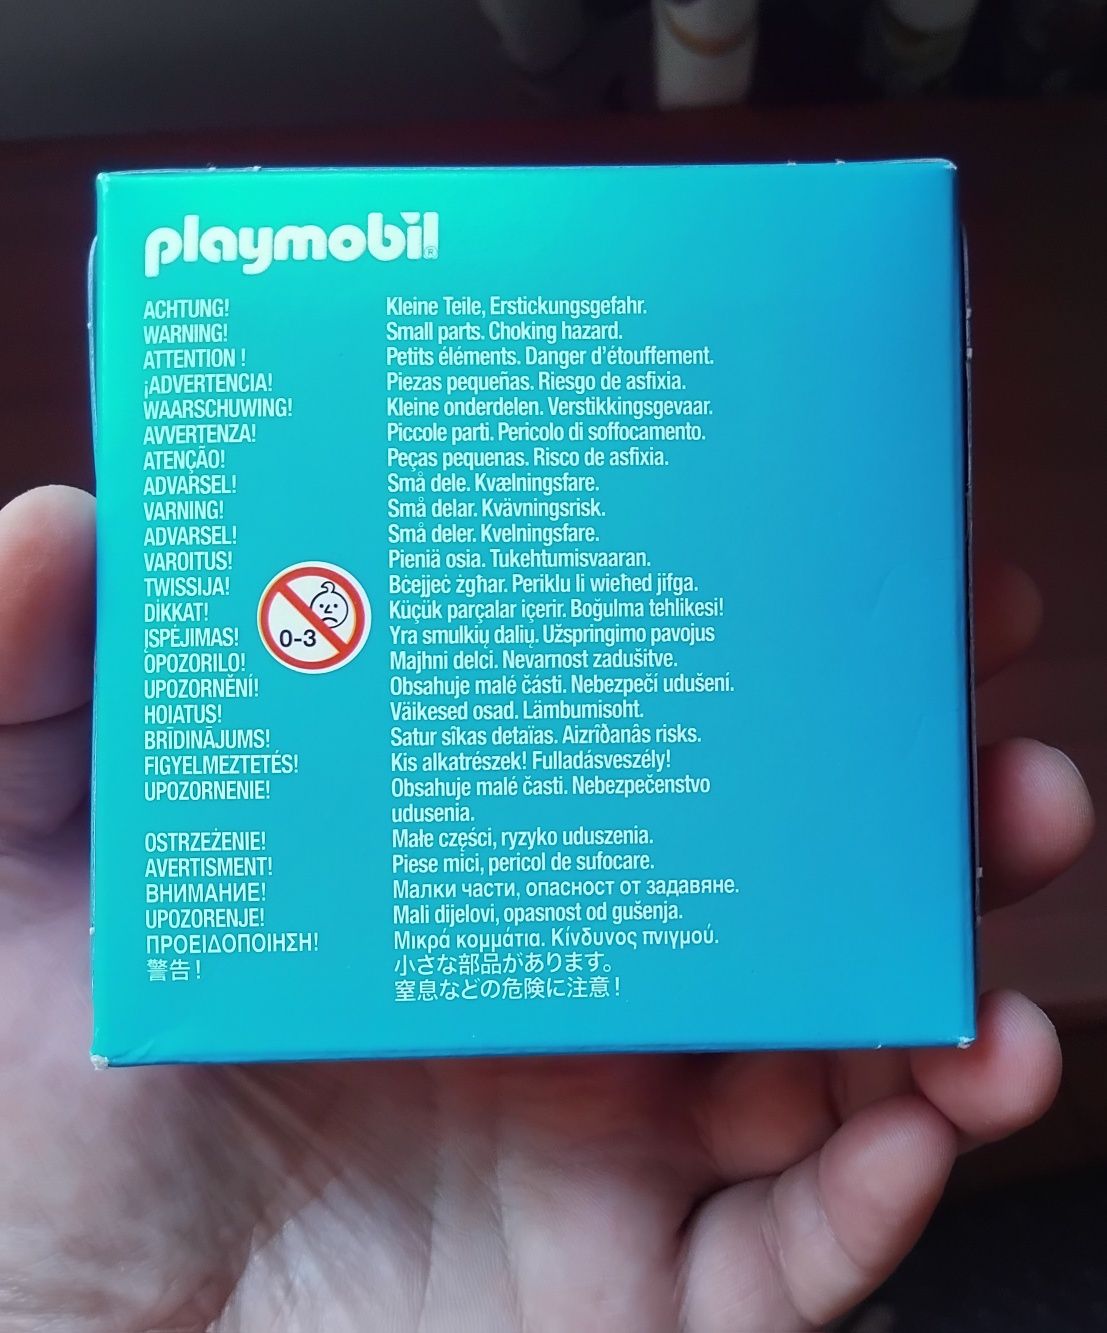 playmobil®
ACHTUNG! Kleine Teile, Erstickungsgefahr.
WARNING! Small parts. Choking hazard.
ATTENTION ! Petits éléments. Danger d'étouffement.
¡ADVERTENCIA! Piezas pequeñas. Riesgo de asfixia.
WAARSCHUWING! Kleine onderdelen. Verstikkingsgevaar.
AVVERTENZA! Piccole parti. Pericolo di soffocamento.
ATENÇÃO! Peças pequenas. Risco de asfixia.
ADVARSEL! Små dele. Kvælningsfare.
VARNING! Små delar. Kvävningsrisk.
ADVARSEL! Små deler. Kvelningsfare.
VAROITUS! Pieniä osia. Tukehtumisvaaran.
TWISSIJA! Bċejjeċ żgħar. Periklu li wieħed jifga.
DİKKAT! Küçük parçalar içerir. Boğulma tehlikesi!
ĮSPĖJIMAS! Yra smulkių dalių. Užspringimo pavojus
OPOZORILO! Majhni delci. Nevarnost zadušitve.
UPOZORNĚNÍ! Obsahuje malé části. Nebezpečí udušení.
HOIATUS! Väikesed osad. Lämbumisoht.
BRĪDINĀJUMS! Satur sîkas detaïas. Aizrîðanâs risks.
FIGYELMEZTETÉS! Kis alkatrészek! Fulladásveszély!
UPOZORNENIE! Obsahuje malé časti. Nebezpečenstvo
udusenia.
OSTRZEŻENIE! Małe części, ryzyko uduszenia.
AVERTISMENT! Piese mici, pericol de sufocare.
ВНИМАНИЕ! Малки части, опасност от задавяне.
UPOZORENJE! Mali dijelovi, opasnost od gušenja.
ΠΡΟΕΙΔΟΠΟΙΗΣΗ! Μικρά κομμάτια. Κίνδυνος πνιγμού.
警告! 小さな部品があります。
窒息などの危険に注意!
0-3